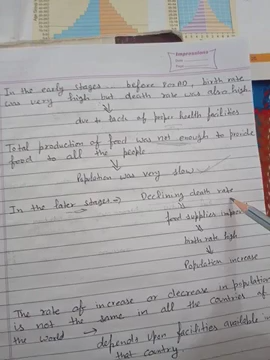 Impressions
In the early stages... before 1200 AD, birth rate
was very high but death rate was also high.
⇓
due to lack of proper health facilities
Total production of food was not enough to provide
food to all the people
⇓
Population was very slow
In the later stages → Declining death rate
⇓
food supplies
⇓
birth rate high
⇓
Population increase
The rate of increase or decrease in population
is not the same in all the countries of
the world → depends upon facilities available in
that country.